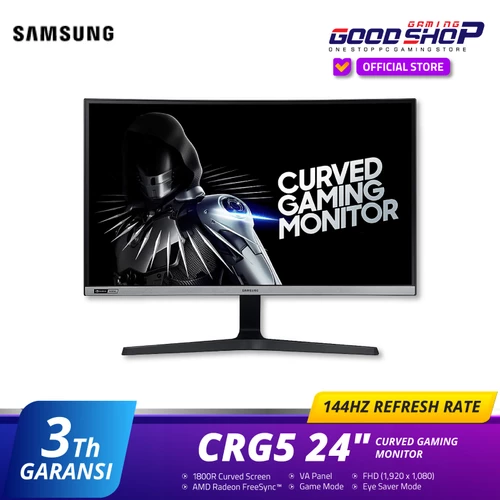 SAMSUNG
GAMING
GOODSHOP
ONE STOP PC GAMING STORE
OFFICIAL STORE
CURVED
GAMING
MONITOR
SAMSUNG
144HZ REFRESH RATE
3Th
GARANSI
CRG5 24"
CURVED GAMING
MONITOR
• 1800R Curved Screen
• VA Panel
• FHD (1,920 x 1,080)
• AMD Radeon FreeSync™
• Game Mode
• Eye Saver Mode